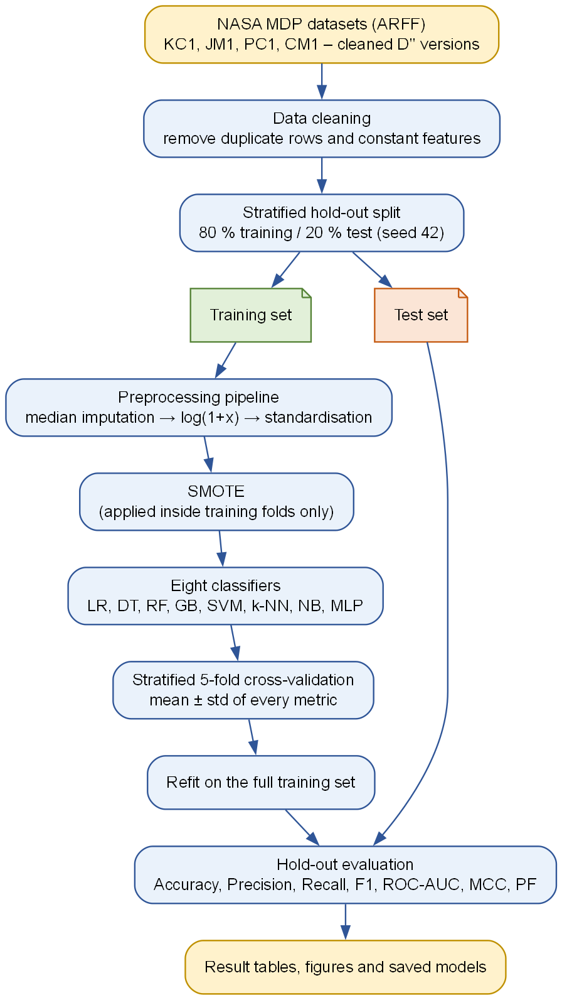 NASA MDP datasets (ARFF)
KC1, JM1, PC1, CM1 – cleaned D'' versions
Data cleaning
remove duplicate rows and constant features
Stratified hold-out split
80 % training / 20 % test (seed 42)
Training set
Test set
Preprocessing pipeline
median imputation → log(1+x) → standardisation
SMOTE
(applied inside training folds only)
Eight classifiers
LR, DT, RF, GB, SVM, k-NN, NB, MLP
Stratified 5-fold cross-validation
mean ± std of every metric
Refit on the full training set
Hold-out evaluation
Accuracy, Precision, Recall, F1, ROC-AUC, MCC, PF
Result tables, figures and saved models